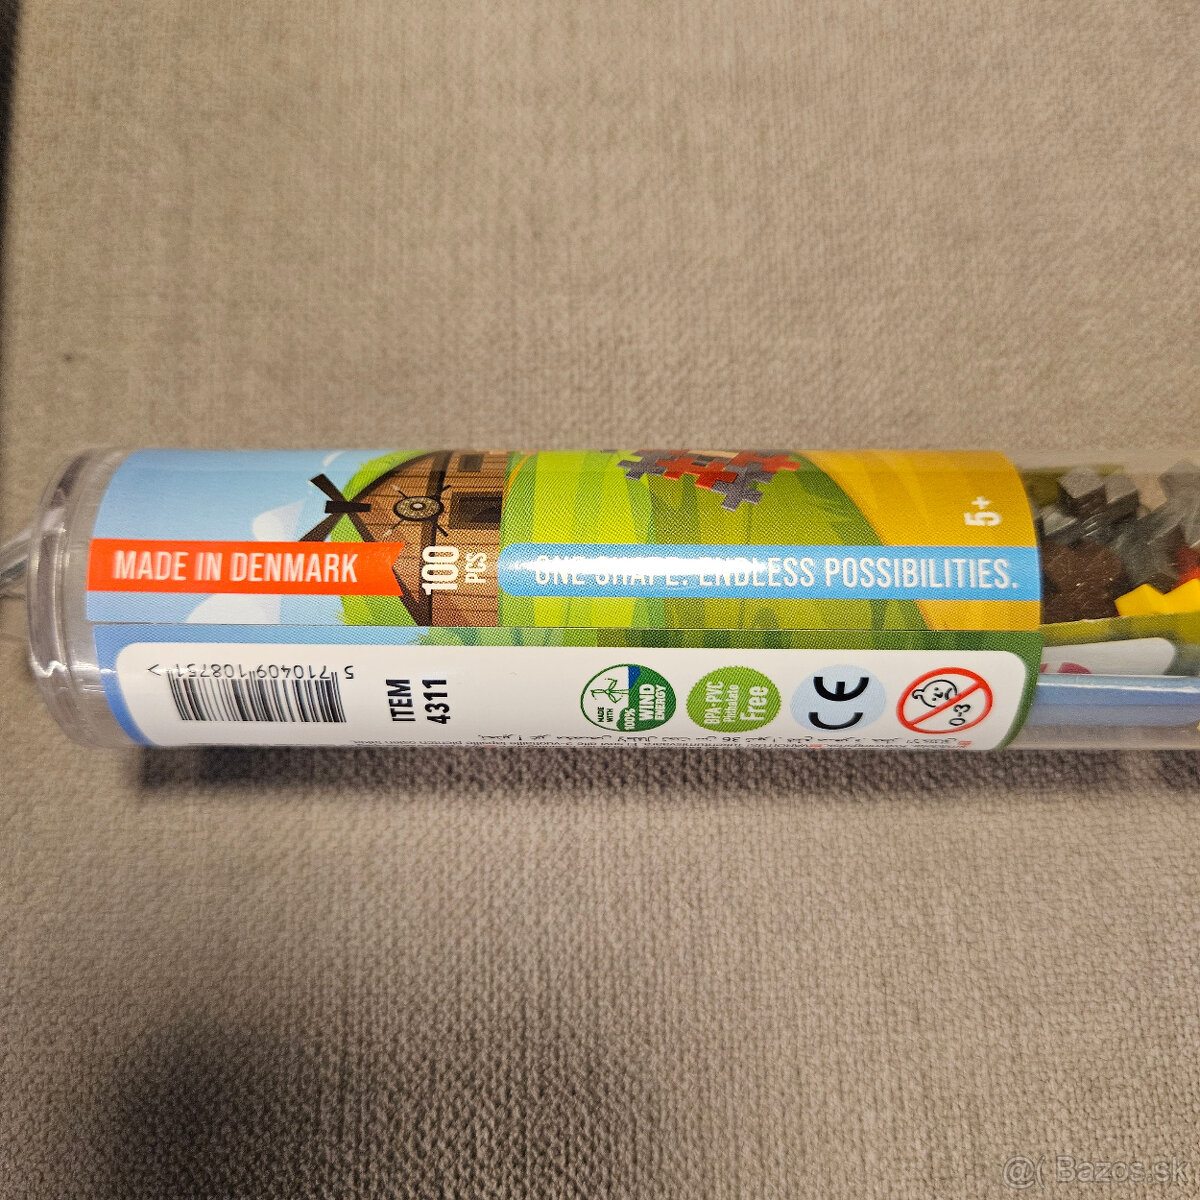 5+
MADE IN DENMARK
100
PCS
ONE SHAPE. ENDLESS POSSIBILITIES.
5 710409 108751 >
ITEM
4311
MADE
WITH
100%
WIND
ENERGY
BPA-PVC
Phthalate
Free
CE
0-3
@( Bazos.sk